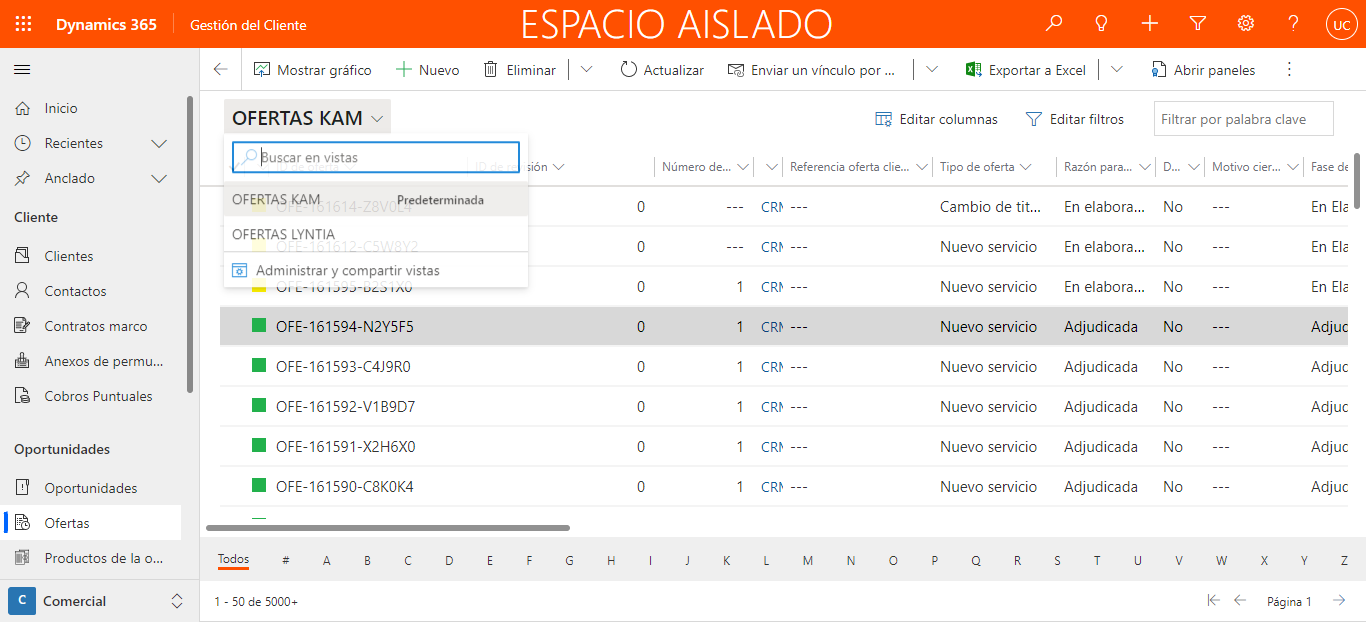 Dynamics 365
Gestión del Cliente
ESPACIO AISLADO
UC
Mostrar gráfico
Nuevo
Eliminar
Actualizar
Enviar un vínculo por ...
Exportar a Excel
Abrir paneles
Inicio
Recientes
Anclado
Cliente
Clientes
Contactos
Contratos marco
Anexos de permu...
Cobros Puntuales
Oportunidades
Oportunidades
Ofertas
Productos de la o...
C Comercial
OFERTAS KAM
Editar columnas
Editar filtros
Filtrar por palabra clave
Buscar en vistas
OFERTAS KAM Predeterminada
OFERTAS LYNTIA
Administrar y compartir vistas
ID de oferta ID de revisión Número de... Referencia oferta clie... Tipo de oferta Razón para... D... Motivo cier... Fase de
OFE-161614-Z8V0L4 0 --- CRM --- Cambio de tit... En elabora... No --- En Ela
OFE-161612-C5W8Y2 0 --- CRM --- Nuevo servicio En elabora... No --- En Ela
OFE-161595-B2S1X0 0 1 CRM --- Nuevo servicio En elabora... No --- En Ela
OFE-161594-N2Y5F5 0 1 CRM --- Nuevo servicio Adjudicada No --- Adjuc
OFE-161593-C4J9R0 0 1 CRM --- Nuevo servicio Adjudicada No --- Adjuc
OFE-161592-V1B9D7 0 1 CRM --- Nuevo servicio Adjudicada No --- Adjuc
OFE-161591-X2H6X0 0 1 CRM --- Nuevo servicio Adjudicada No --- Adjuc
OFE-161590-C8K0K4 0 1 CRM --- Nuevo servicio Adjudicada No --- Adjuc
Todos # A B C D E F G H I J K L M N O P Q R S T U V W X Y Z
1 - 50 de 5000+
Página 1